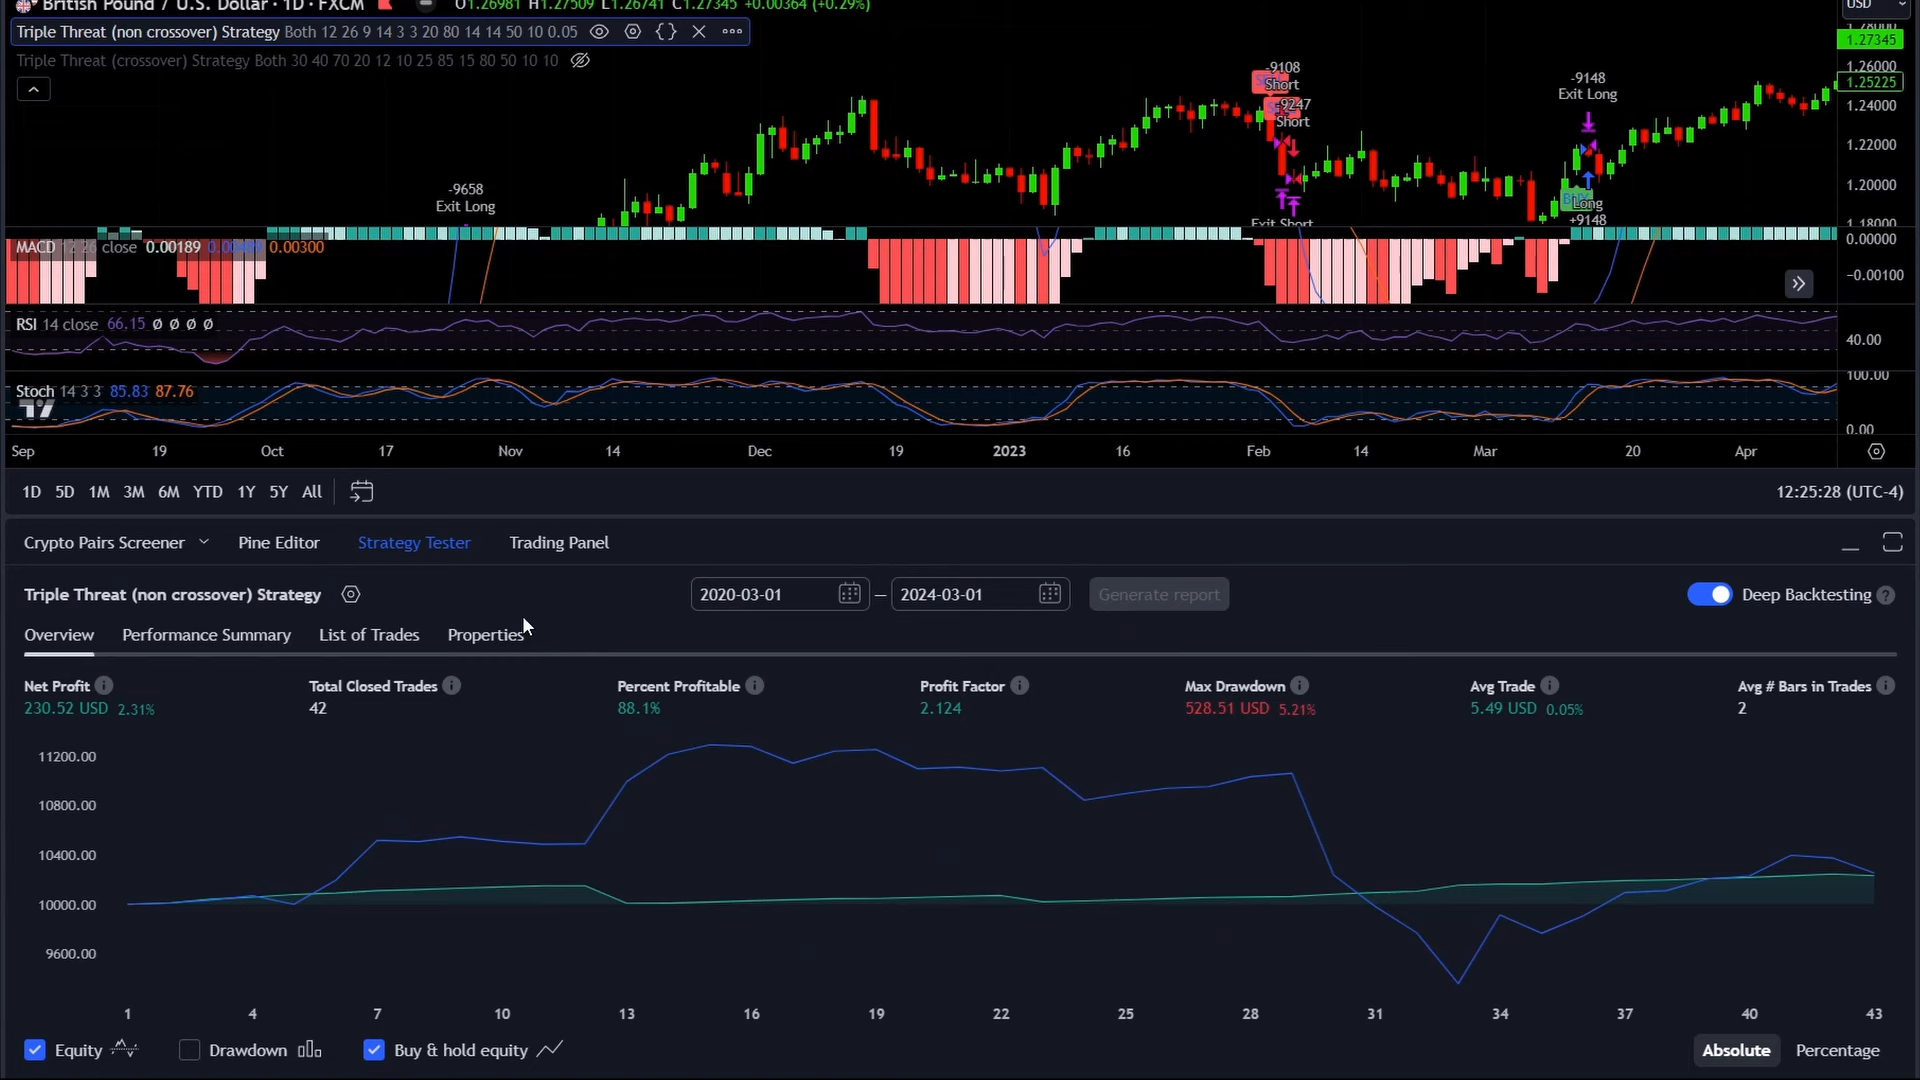 British Pound / U.S. Dollar · 1D · FXCM O1.26981 H1.27509 L1.26741 C1.27345 +0.00364 (+0.29%) USD
Triple Threat (non crossover) Strategy Both 12 26 9 14 3 3 20 80 14 14 50 10 0.05
Triple Threat (crossover) Strategy Both 30 40 70 20 12 10 25 85 15 80 50 10 10
1.28000
1.27345
1.26000
1.25225
1.24000
1.22000
1.20000
1.18000
-9108
Short
-9247
Short
Exit Short
-9148
Exit Long
Long
+9148
-9658
Exit Long
MACD 12 26 close 0.00189 0.00300
0.00000
-0.00100
RSI 14 close 66.15 Ø Ø Ø Ø
40.00
Stoch 14 3 3 85.83 87.76
100.00
0.00
Sep 19 Oct 17 Nov 14 Dec 19 2023 16 Feb 14 Mar 20 Apr
1D 5D 1M 3M 6M YTD 1Y 5Y All 12:25:28 (UTC-4)
Crypto Pairs Screener Pine Editor Strategy Tester Trading Panel
Triple Threat (non crossover) Strategy 2020-03-01 — 2024-03-01 Generate report Deep Backtesting ?
Overview Performance Summary List of Trades Properties
Net Profit Total Closed Trades Percent Profitable Profit Factor Max Drawdown Avg Trade Avg # Bars in Trades
230.52 USD 2.31% 42 88.1% 2.124 528.51 USD 5.21% 5.49 USD 0.05% 2
11200.00
10800.00
10400.00
10000.00
9600.00
1 4 7 10 13 16 19 22 25 28 31 34 37 40 43
Equity Drawdown Buy & hold equity Absolute Percentage